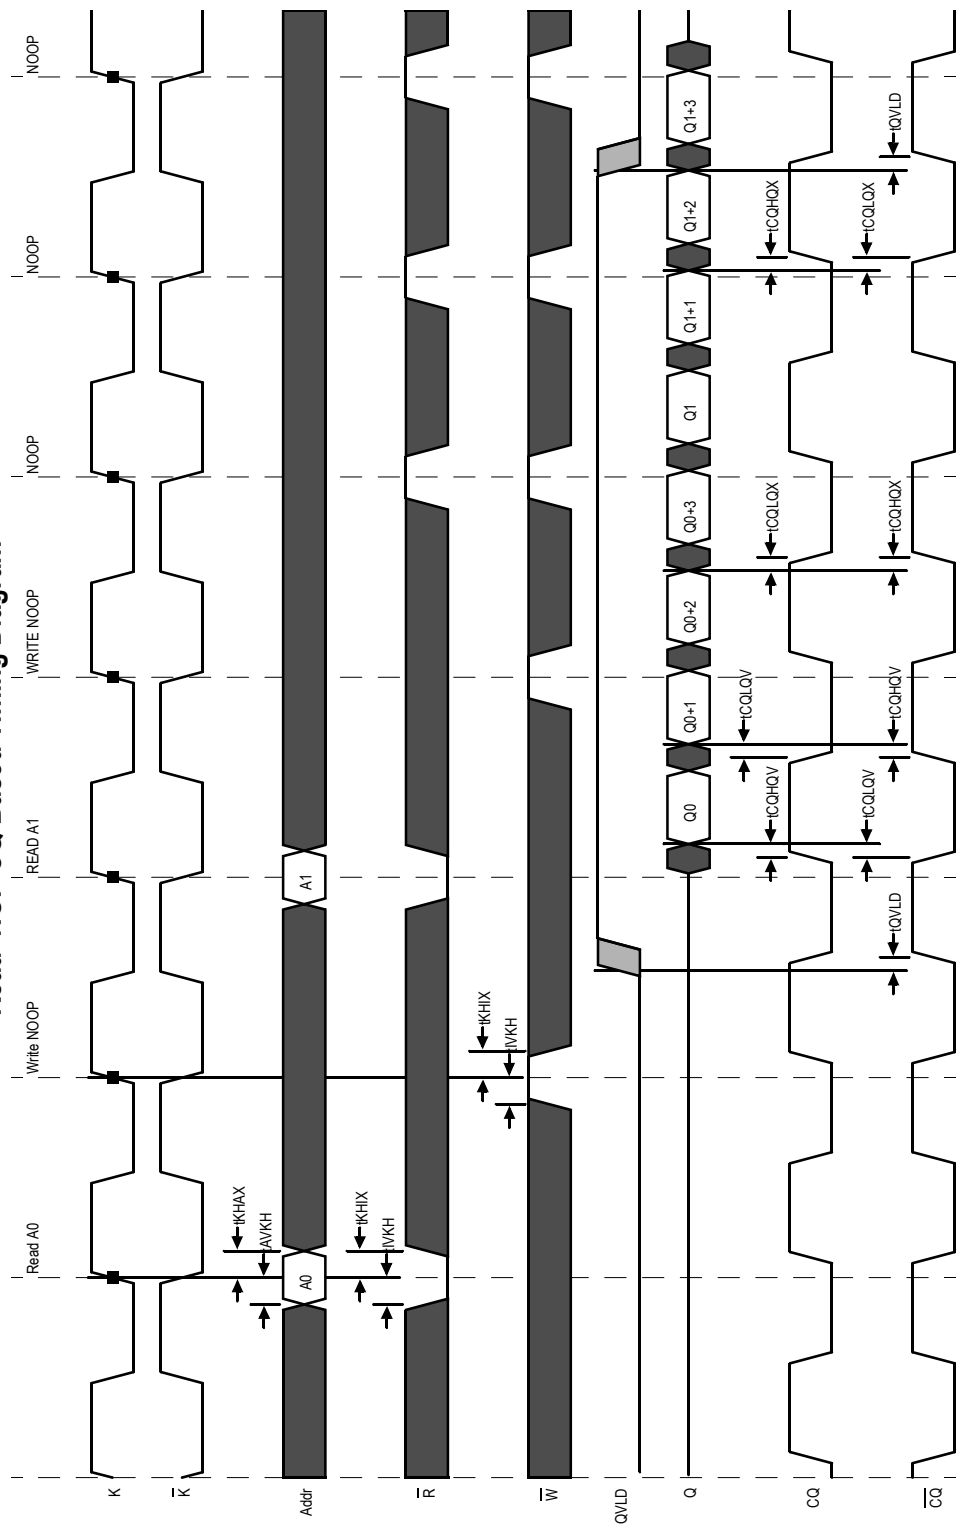 Timing Diagram
Read A0
Write NOOP
READ A1
WRITE NOOP
NOOP
NOOP
NOOP
K
K̅
tKHAX
tAVKH
Addr
A0
A1
tKHIX
tIVKH
R̅
tKHIX
tIVKH
W̅
QVLD
Q
Q0
Q0+1
Q0+2
Q0+3
Q1
Q1+1
Q1+2
Q1+3
tCQLQV
tCQHQV
tCQLQX
tCQHQX
CQ
tCQLQV
tCQLQX
tQVLD
tCQHQV
tCQHQX
tQVLD
C̅Q̅